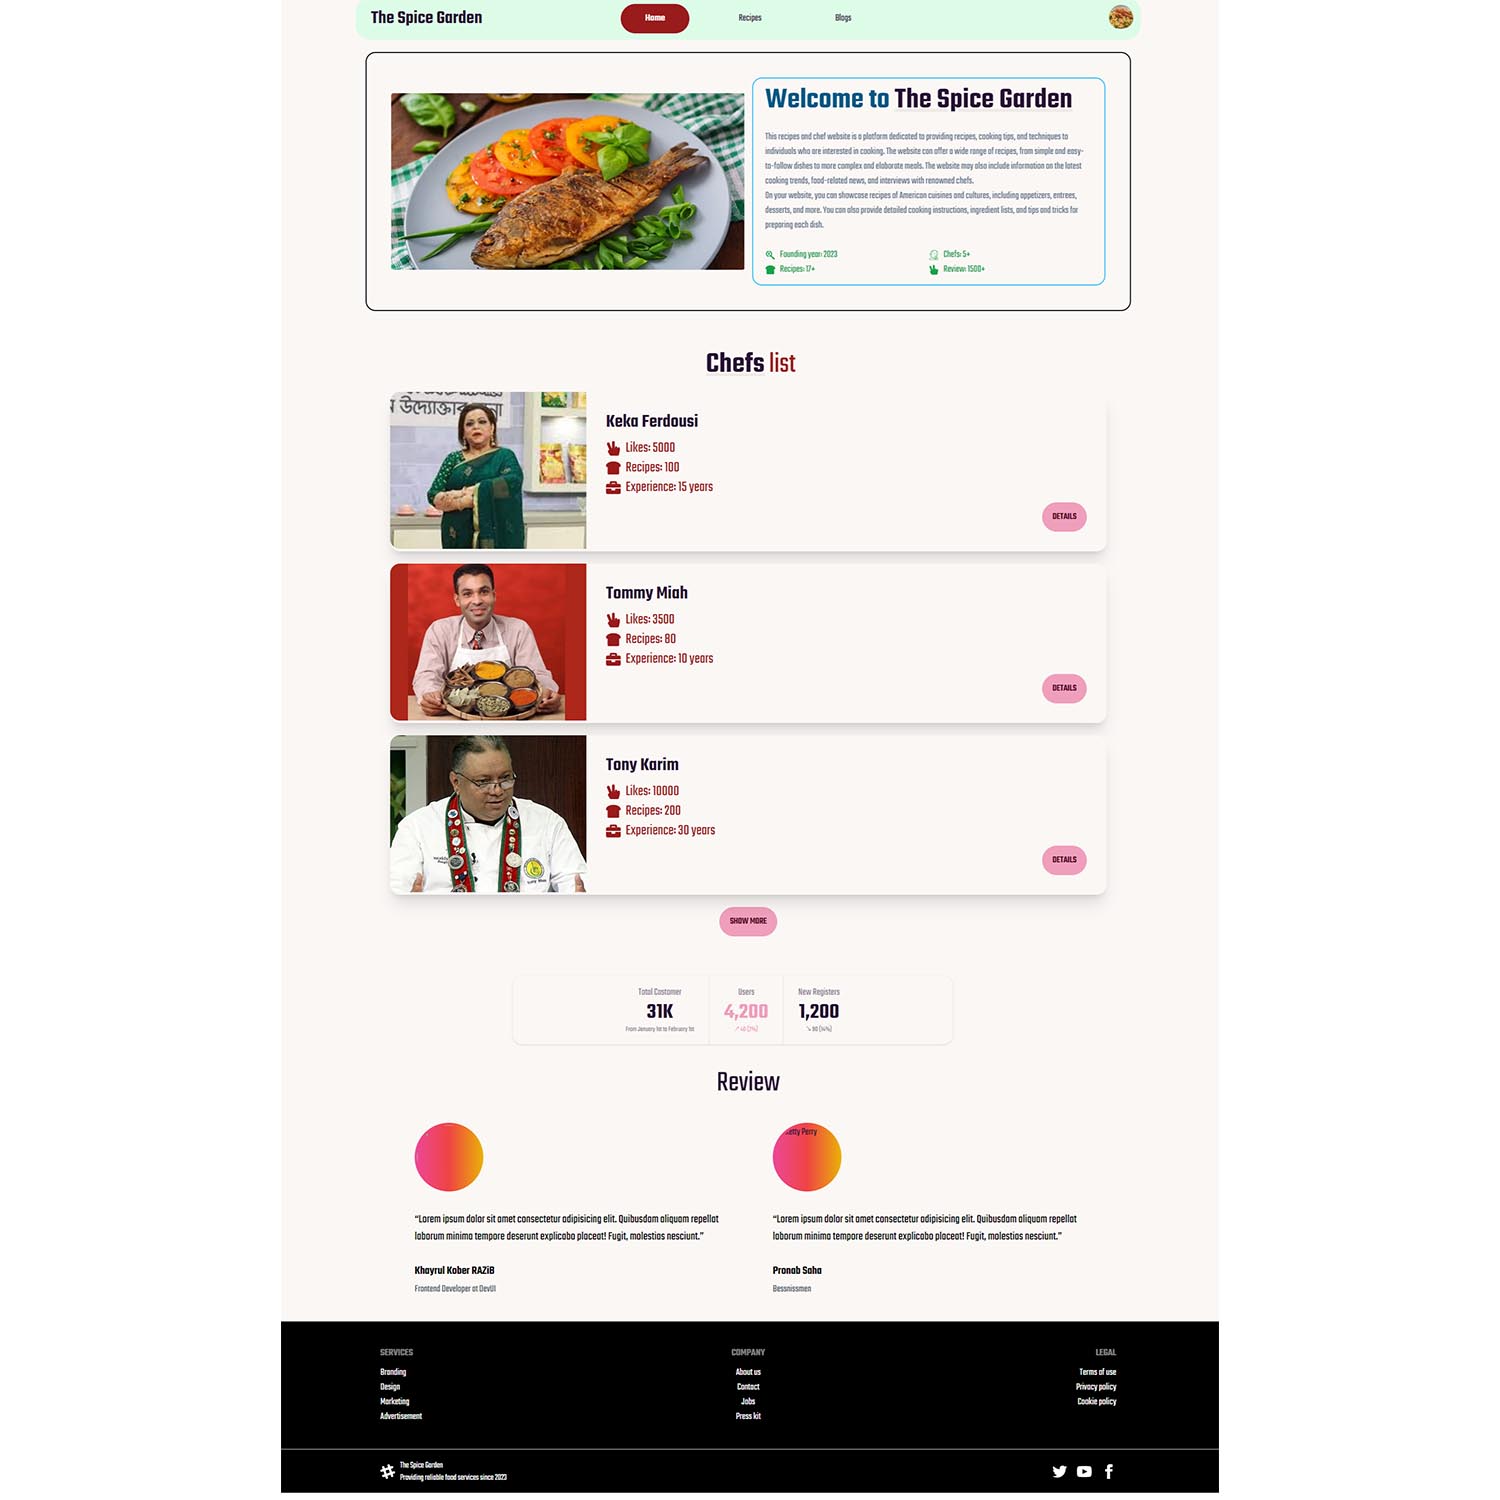 The Spice Garden
Home
Recipes
Blogs
Welcome to The Spice Garden
This recipes and chef website is a platform dedicated to providing recipes, cooking tips, and techniques to
individuals who are interested in cooking. The website can offer a wide range of recipes, from simple and easy-
to-follow dishes to more complex and elaborate meals. The website may also include information on the latest
cooking trends, food-related news, and interviews with renowned chefs.
On your website, you can showcase recipes of American cuisines and cultures, including appetizers, entrees,
desserts, and more. You can also provide detailed cooking instructions, ingredient lists, and tips and tricks for
preparing each dish.
Founding year: 2023
Chefs: 5+
Recipes: 17+
Review: 1500+
Chefs list
উদ্যোক্তা
Keka Ferdousi
Likes: 5000
Recipes: 100
Experience: 15 years
DETAILS
Tommy Miah
Likes: 3500
Recipes: 80
Experience: 10 years
DETAILS
Tony Karim
Likes: 10000
Recipes: 200
Experience: 30 years
DETAILS
SHOW MORE
Total Costomer
31K
From January 1st to February 1st
Users
4,200
↗︎ 40 (2%)
New Registers
1,200
↘︎ 90 (14%)
Review
Ketty Perry
“Lorem ipsum dolor sit amet consectetur adipisicing elit. Quibusdam aliquam repellat
laborum minima tempore deserunt explicabo placeat! Fugit, molestias nesciunt.”
Khayrul Kober RAZiB
Frontend Developer at DevUI
“Lorem ipsum dolor sit amet consectetur adipisicing elit. Quibusdam aliquam repellat
laborum minima tempore deserunt explicabo placeat! Fugit, molestias nesciunt.”
Pronab Saha
Bessnissmen
SERVICES
Branding
Design
Marketing
Advertisement
COMPANY
About us
Contact
Jobs
Press kit
LEGAL
Terms of use
Privacy policy
Cookie policy
The Spice Garden
Providing reliable food services since 2023